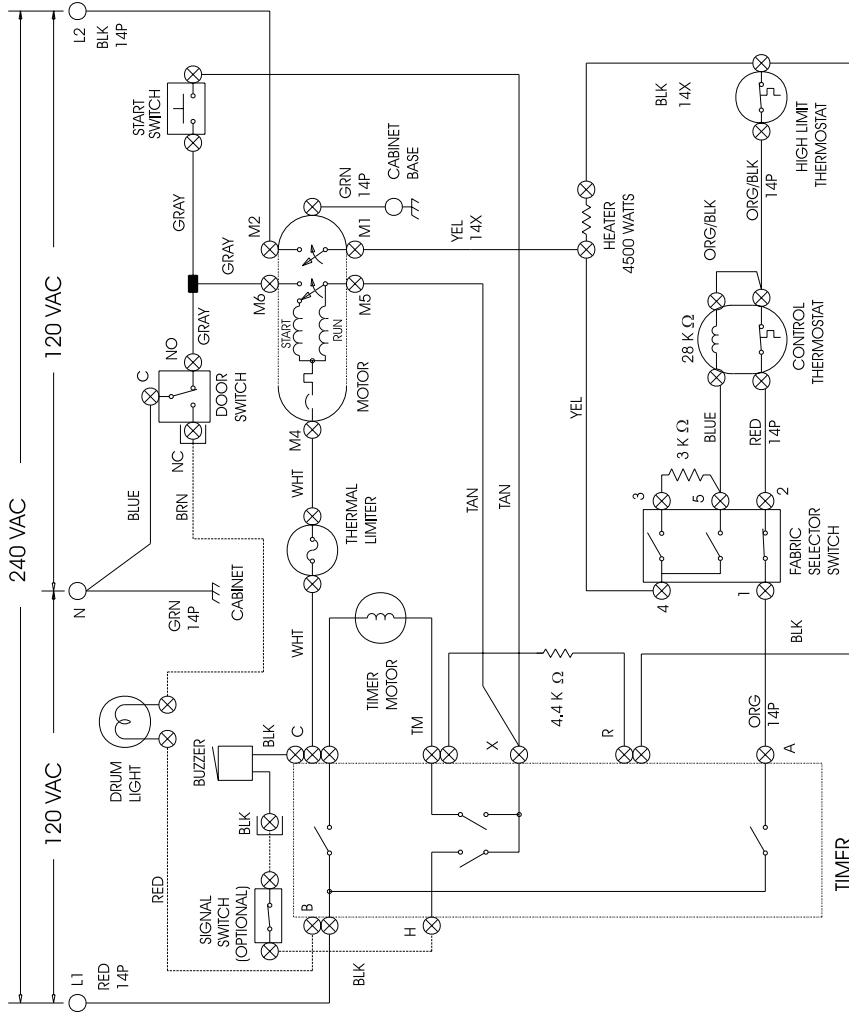 240 VAC
120 VAC
120 VAC
L1
RED
14P
N
L2
BLK
14P
GRN
14P
CABINET
BLUE
BRN
C
NC
NO
DOOR
SWITCH
GRAY
GRAY
GRAY
START
SWITCH
DRUM
LIGHT
RED
BUZZER
BLK
BLK
SIGNAL
SWITCH
(OPTIONAL)
BLK
B
C
H
TM
X
R
A
TIMER
WHT
THERMAL
LIMITER
WHT
M4
MOTOR
START
RUN
M6
M5
M2
M1
GRN
14P
CABINET
BASE
TIMER
MOTOR
TAN
TAN
YEL
14X
4.4 K Ω
YEL
HEATER
4500 WATTS
BLK
14X
BLK
ORG
14P
4
1
3
5
2
FABRIC
SELECTOR
SWITCH
3 K Ω
BLUE
RED
14P
28 K Ω
CONTROL
THERMOSTAT
ORG/BLK
ORG/BLK
14P
HIGH LIMIT
THERMOSTAT